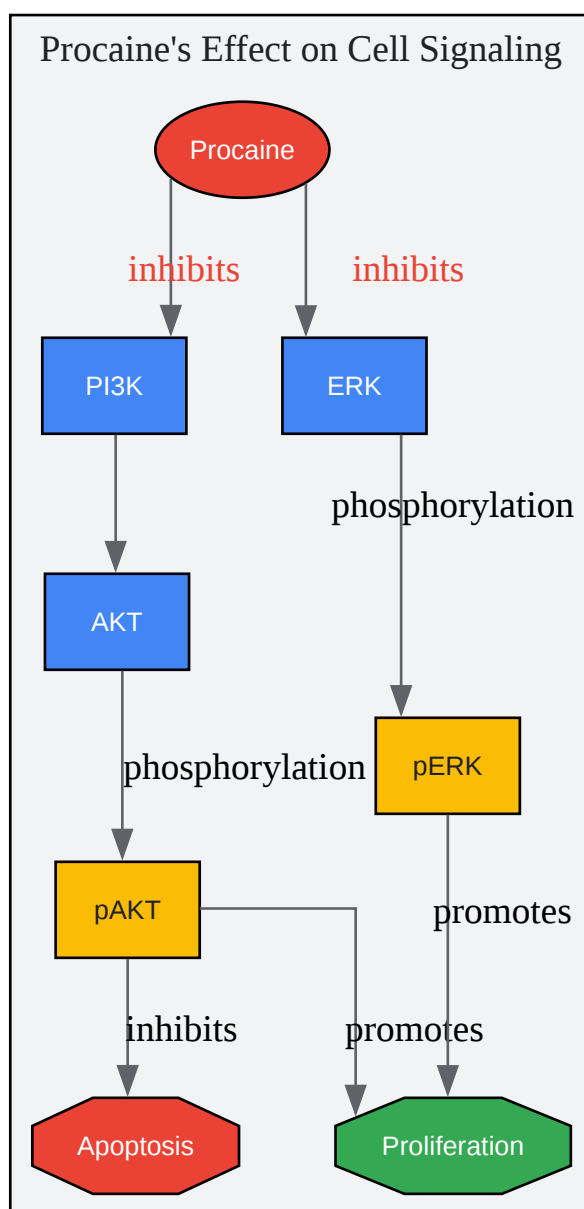 Procaine's Effect on Cell Signaling
Procaine
inhibits
inhibits
PI3K
ERK
phosphorylation
AKT
phosphorylation
pERK
pAKT
promotes
inhibits
promotes
Apoptosis
Proliferation